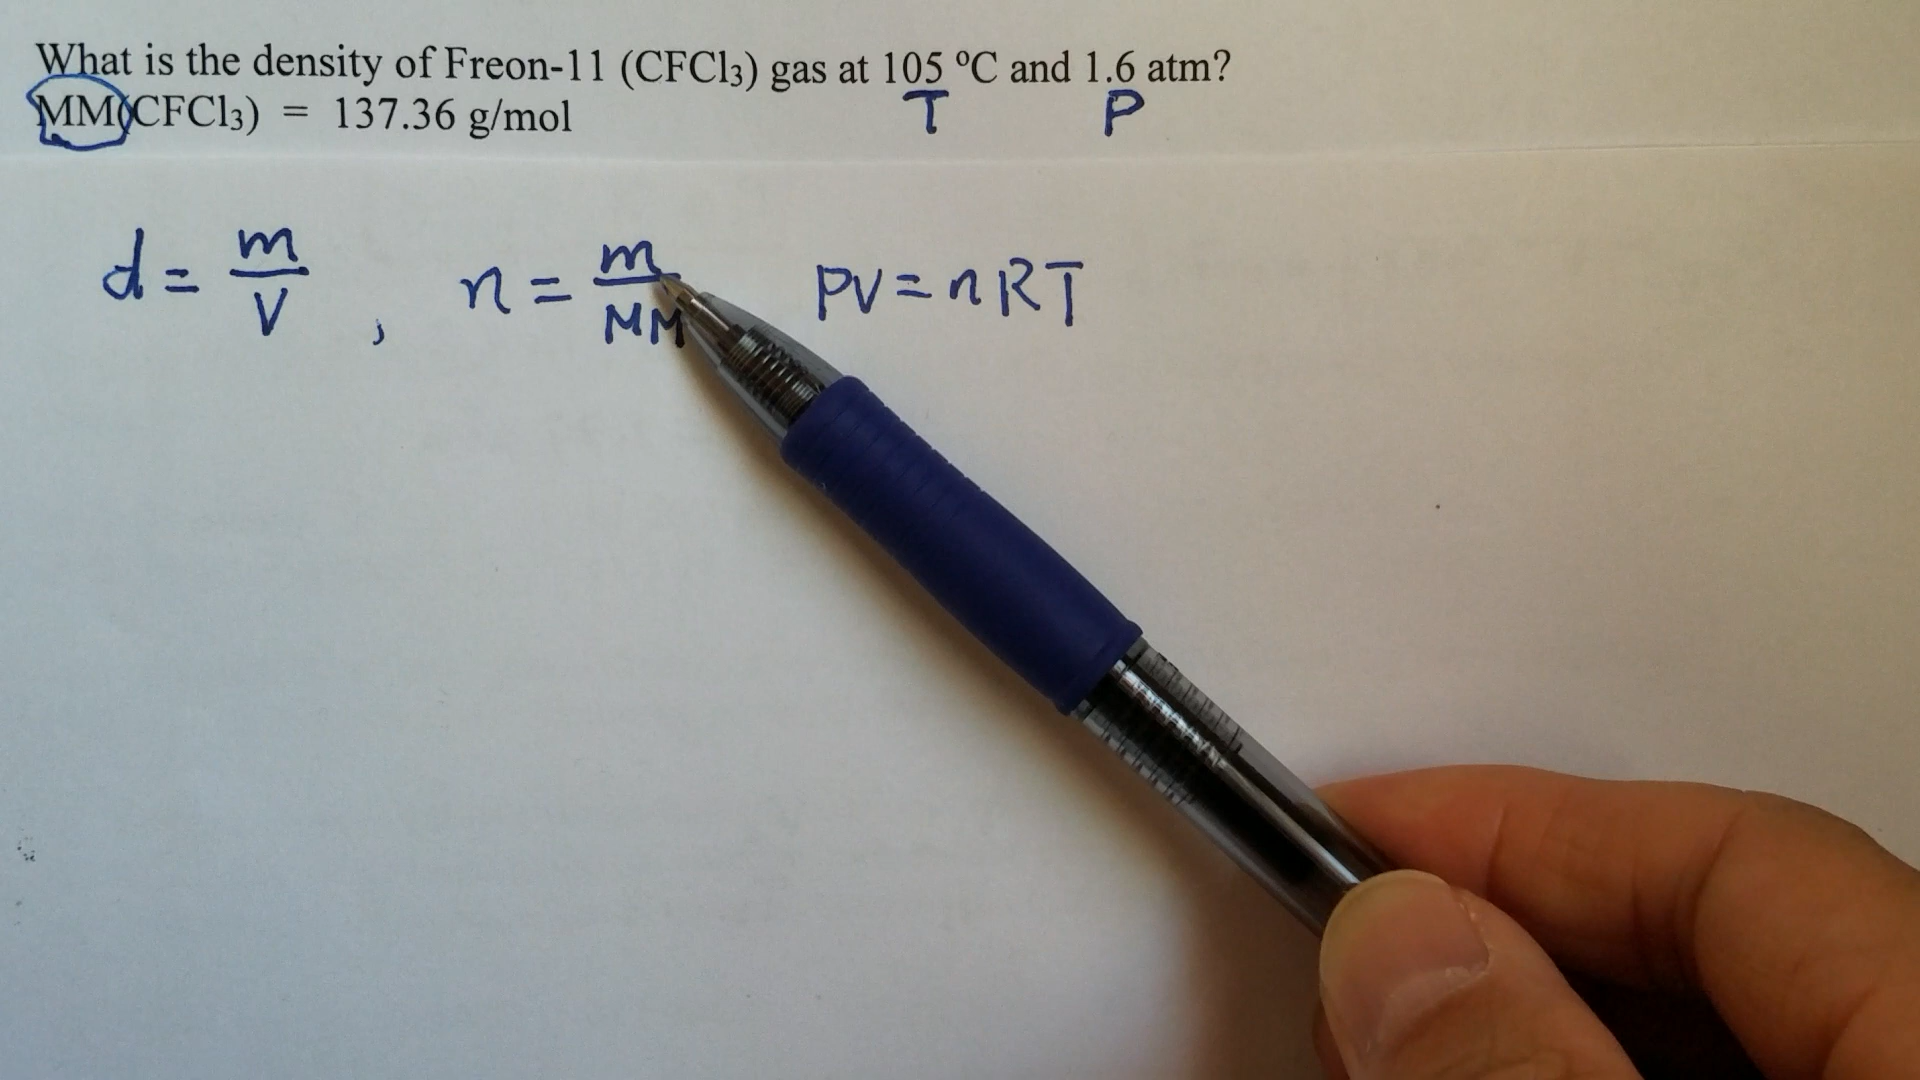 What is the density of Freon-11 (CFCl₃) gas at 105 ºC and 1.6 atm?
MM(CFCl₃) = 137.36 g/mol
T P
d = m/V , n = m/MM PV = nRT